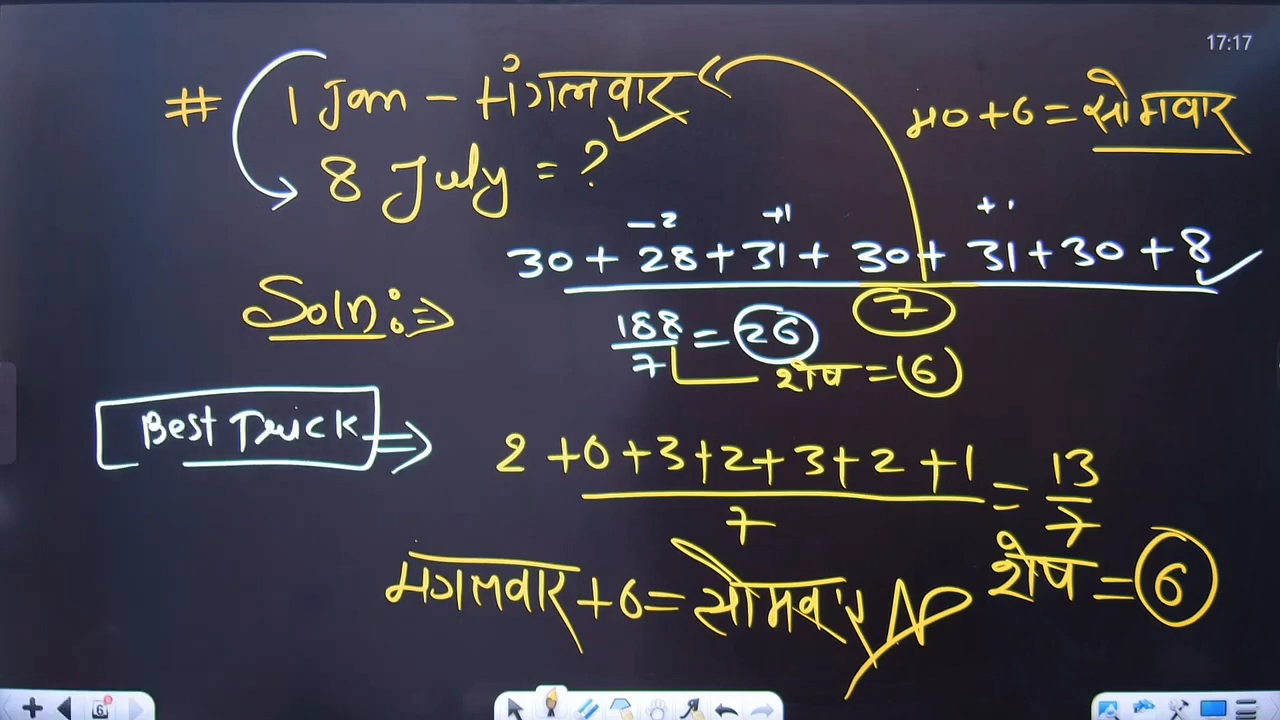 17:17
# 1 Jan - मंगलवार
मं0 + 6 = सोमवार
8 July = ?
-2 +1 +1
30 + 28 + 31 + 30 + 31 + 30 + 8
7
Soln: ⇒
188/7 = 26
शेष = 6
Best Trick ⇒
2 + 0 + 3 + 2 + 3 + 2 + 1 = 13/7
7
शेष = 6
मंगलवार + 6 = सोमवार
6